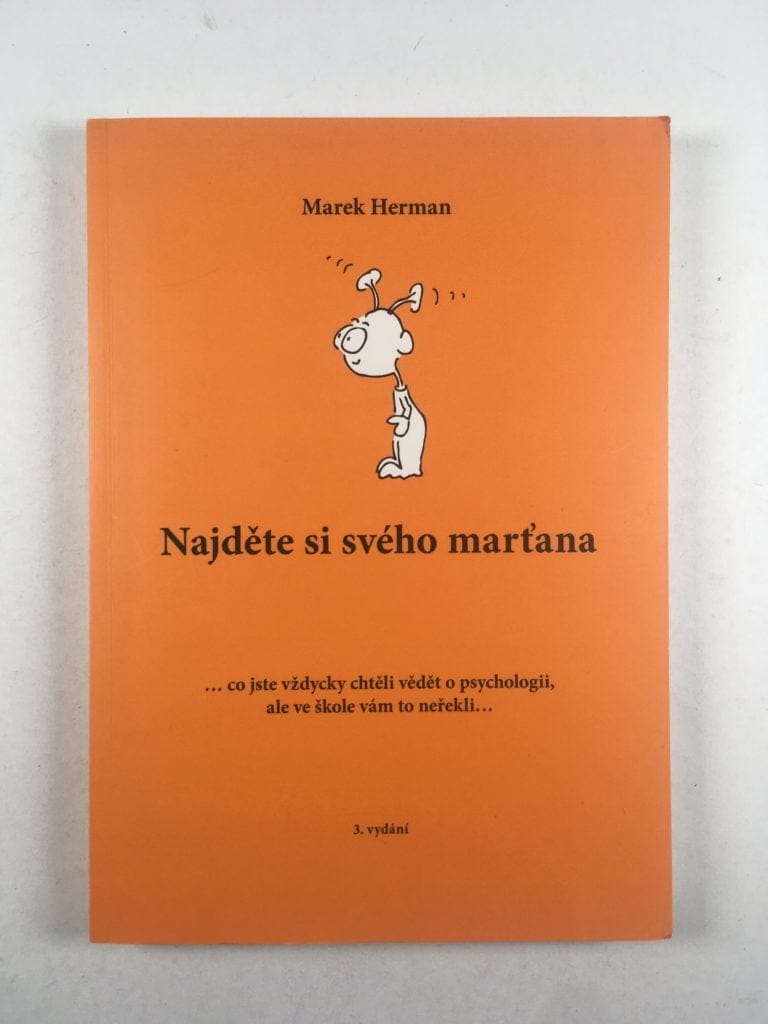 Marek Herman
Najděte si svého marťana
… co jste vždycky chtěli vědět o psychologii,
ale ve škole vám to neřekli…
3. vydání